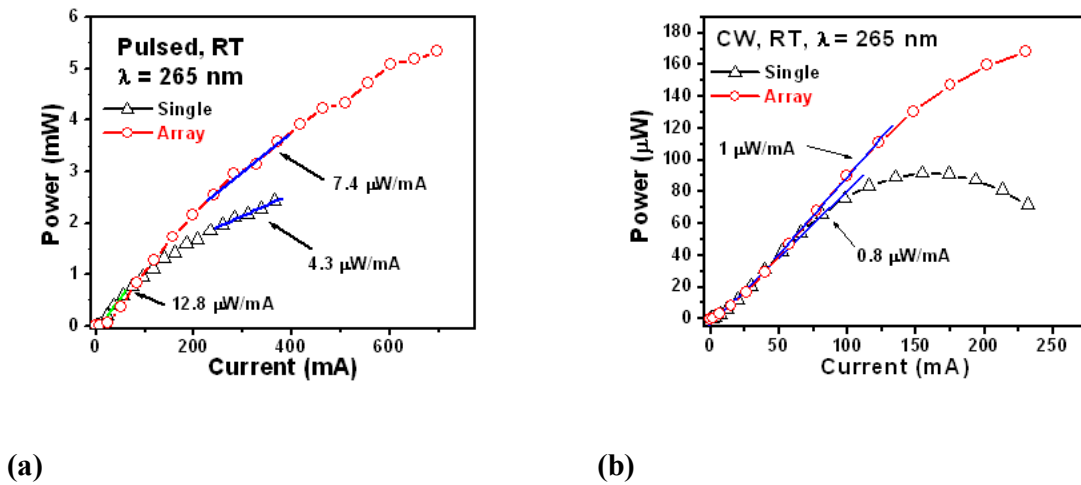 Pulsed, RT
λ = 265 nm
Single
Array
7.4 μW/mA
4.3 μW/mA
12.8 μW/mA
Power (mW)
6
5
4
3
2
1
0
0 200 400 600
Current (mA)
(a)
CW, RT, λ = 265 nm
Single
Array
1 μW/mA
0.8 μW/mA
Power (μW)
180
160
140
120
100
80
60
40
20
0
0 50 100 150 200 250
Current (mA)
(b)